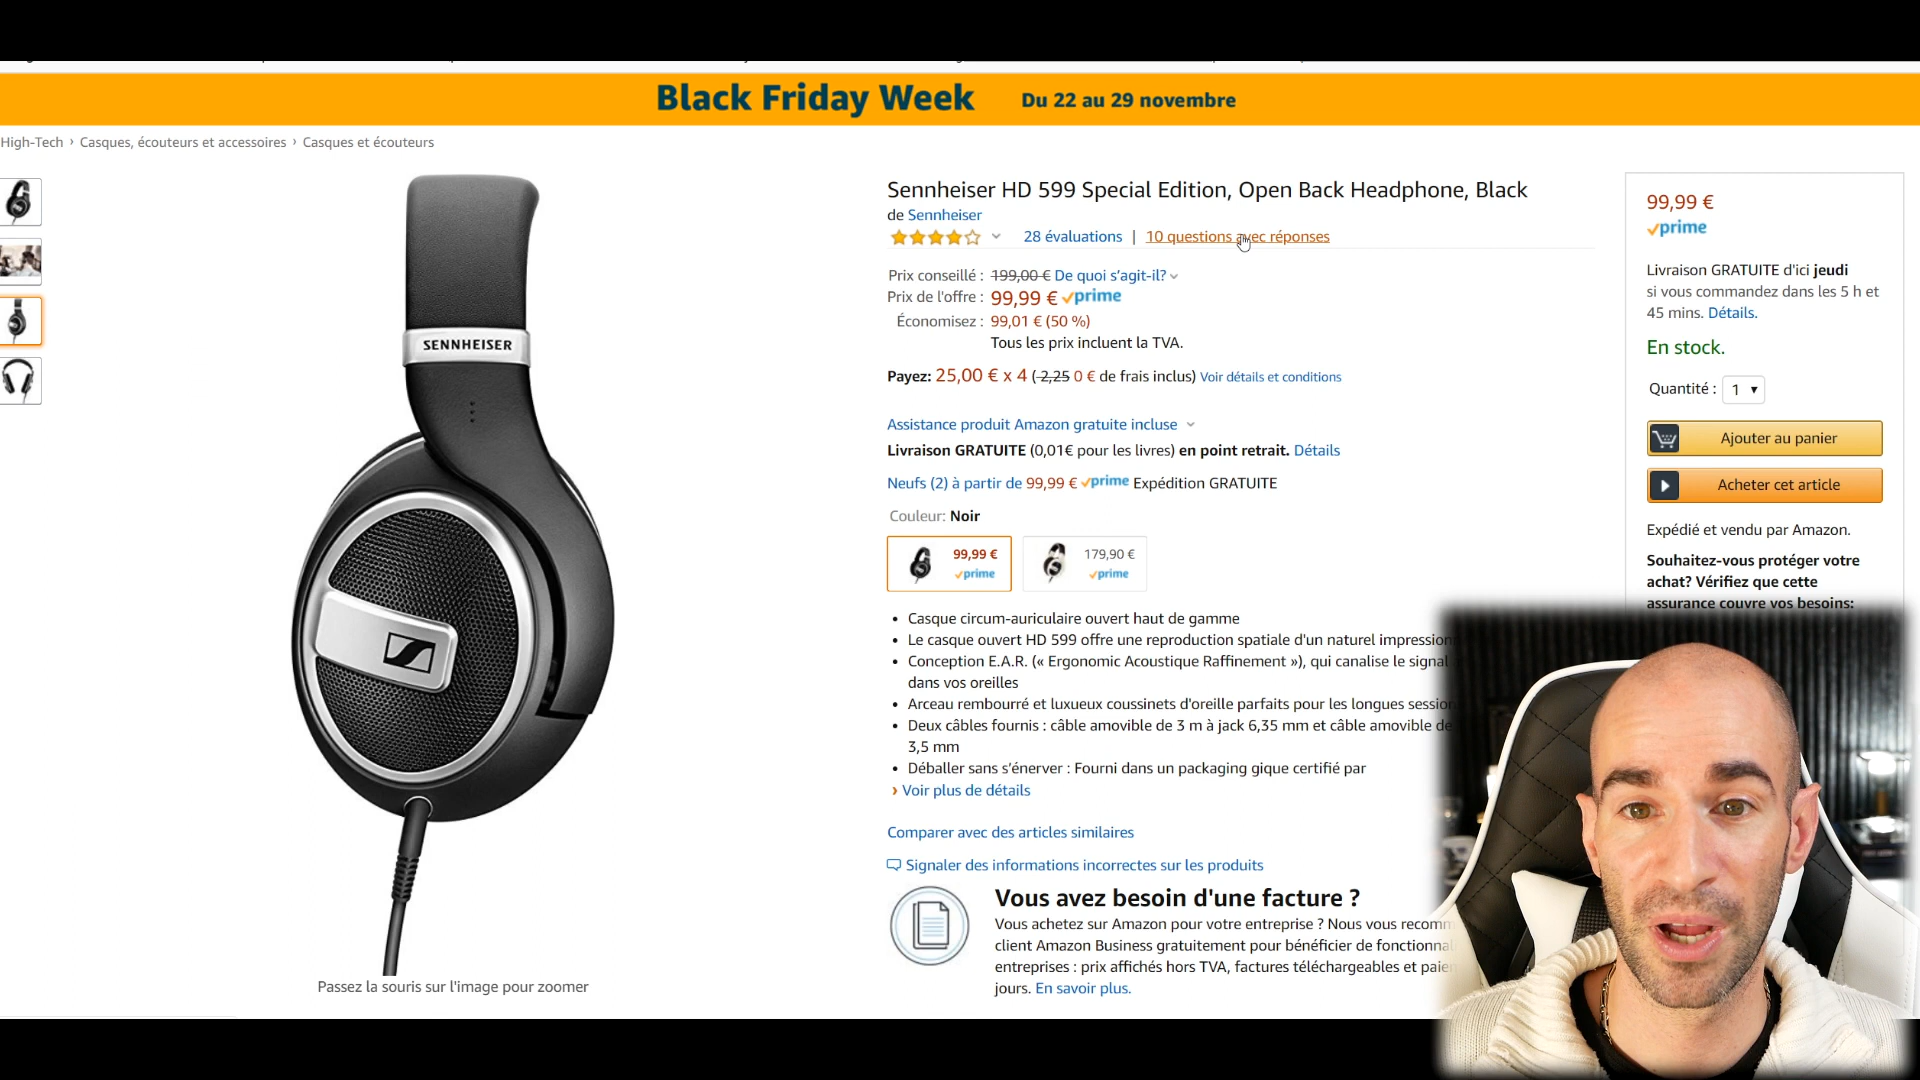 Black Friday Week Du 22 au 29 novembre
High-Tech › Casques, écouteurs et accessoires › Casques et écouteurs
SENNHEISER
Passez la souris sur l'image pour zoomer
Sennheiser HD 599 Special Edition, Open Back Headphone, Black
de Sennheiser
28 évaluations | 10 questions avec réponses
Prix conseillé : 199,00 € De quoi s'agit-il?
Prix de l'offre : 99,99 € prime
Économisez : 99,01 € (50 %)
Tous les prix incluent la TVA.
Payez: 25,00 € x 4 (2,25 0 € de frais inclus) Voir détails et conditions
Assistance produit Amazon gratuite incluse
Livraison GRATUITE (0,01€ pour les livres) en point retrait. Détails
Neufs (2) à partir de 99,99 € prime Expédition GRATUITE
Couleur: Noir
99,99 € 179,90 €
prime prime
• Casque circum-auriculaire ouvert haut de gamme
• Le casque ouvert HD 599 offre une reproduction spatiale d'un naturel
• Conception E.A.R. (« Ergonomic Acoustique Raffinement »), qui canalise le signal
dans vos oreilles
• Arceau rembourré et luxueux coussinets d'oreille parfaits pour les longues
• Deux câbles fournis : câble amovible de 3 m à jack 6,35 mm et câble amovible de
3,5 mm
• Déballer sans s'énerver : Fourni dans un packaging gique certifié par
› Voir plus de détails
Comparer avec des articles similaires
Signaler des informations incorrectes sur les produits
Vous avez besoin d'une facture ?
Vous achetez sur Amazon pour votre entreprise ? Nous vous
client Amazon Business gratuitement pour bénéficier de
entreprises : prix affichés hors TVA, factures téléchargeables et
jours. En savoir plus.
99,99 €
prime
Livraison GRATUITE d'ici jeudi
si vous commandez dans les 5 h et
45 mins. Détails.
En stock.
Quantité : 1
Ajouter au panier
Acheter cet article
Expédié et vendu par Amazon.
Souhaitez-vous protéger votre
achat? Vérifiez que cette
assurance couvre vos besoins: